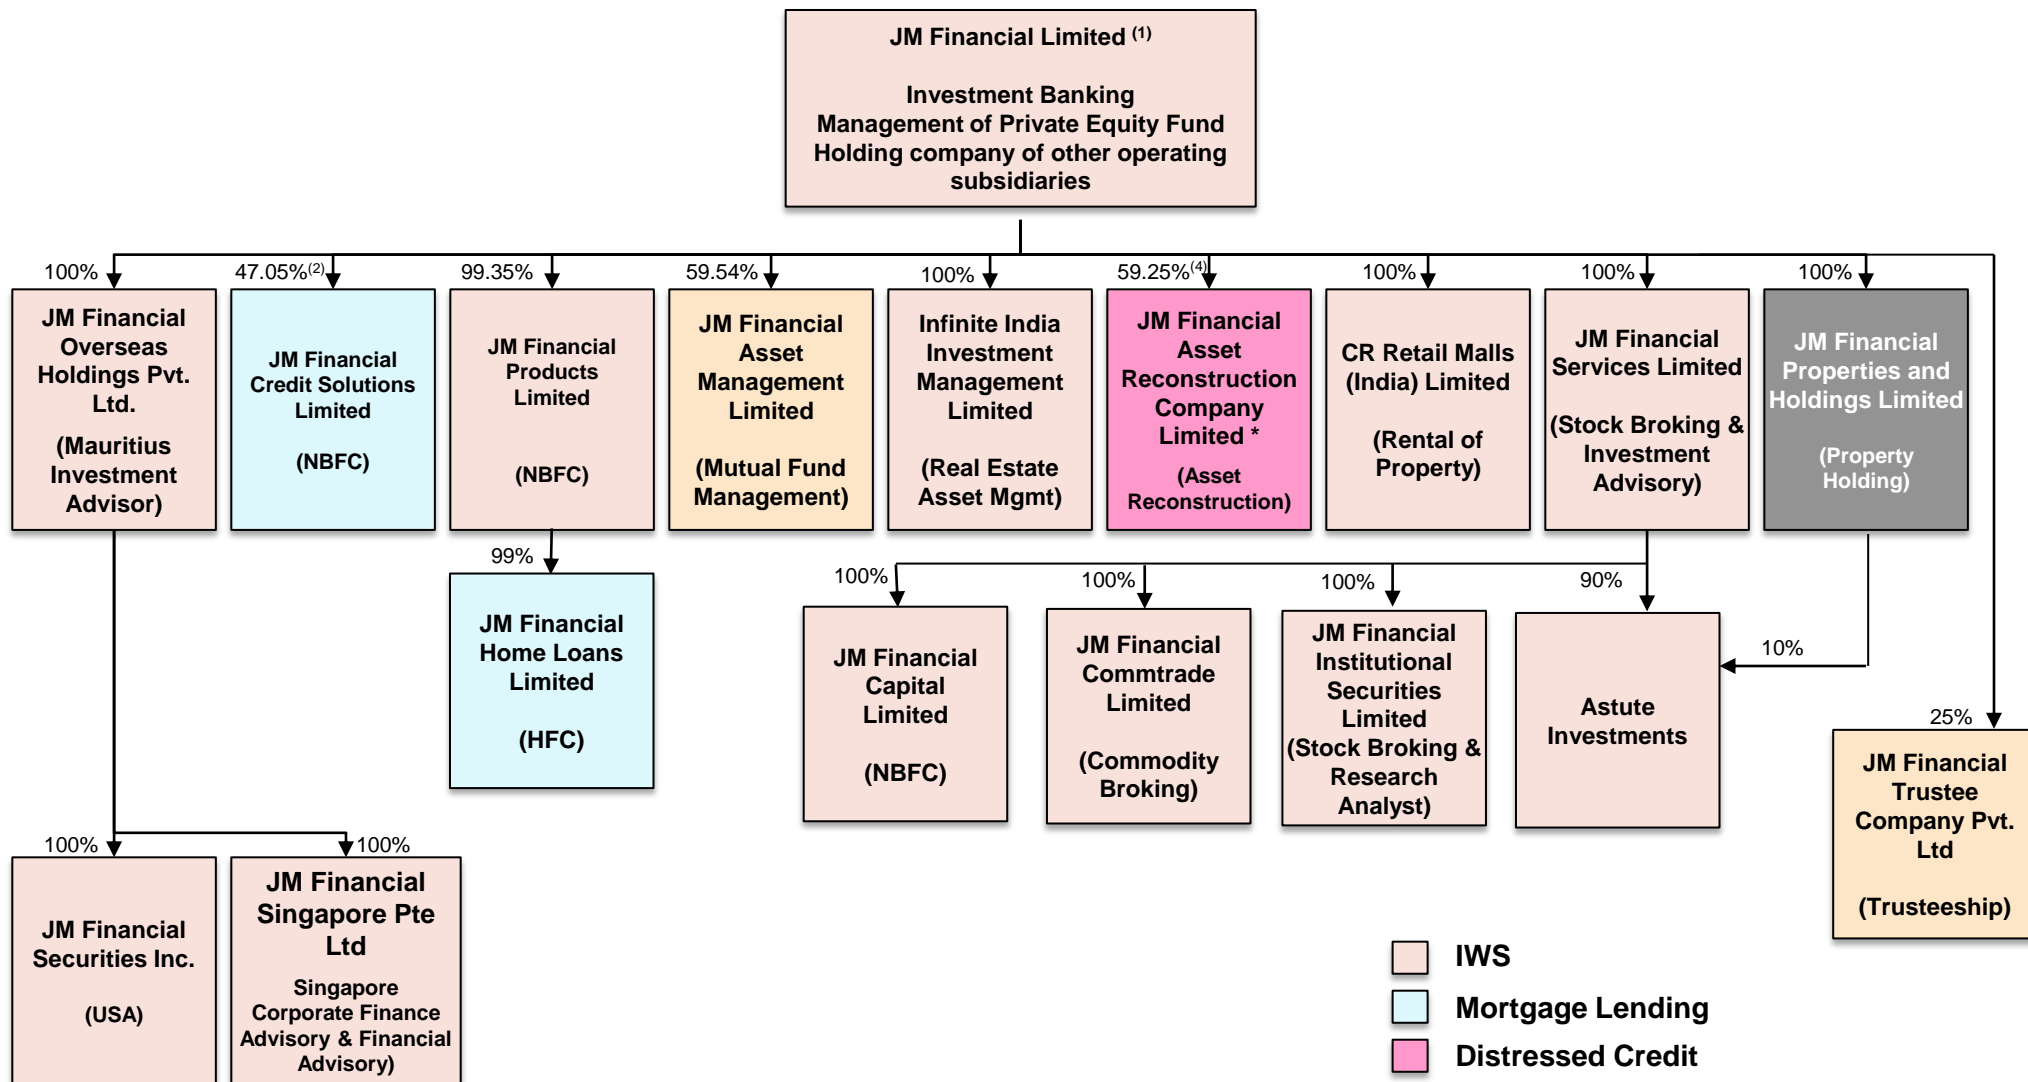 JM Financial Limited (1)
Investment Banking
Management of Private Equity Fund
Holding company of other operating
subsidiaries
100%
47.05%(2)
99.35%
59.54%
100%
59.25%(4)
100%
100%
100%
JM Financial
Overseas
Holdings Pvt.
Ltd.
(Mauritius
Investment
Advisor)
JM Financial
Credit Solutions
Limited
(NBFC)
JM Financial
Products
Limited
(NBFC)
JM Financial
Asset
Management
Limited
(Mutual Fund
Management)
Infinite India
Investment
Management
Limited
(Real Estate
Asset Mgmt)
JM Financial
Asset
Reconstruction
Company
Limited *
(Asset
Reconstruction)
CR Retail Malls
(India) Limited
(Rental of
Property)
JM Financial
Services Limited
(Stock Broking &
Investment
Advisory)
JM Financial
Properties and
Holdings Limited
(Property
Holding)
99%
100%
100%
100%
90%
10%
25%
JM Financial
Home Loans
Limited
(HFC)
JM Financial
Capital
Limited
(NBFC)
JM Financial
Commtrade
Limited
(Commodity
Broking)
JM Financial
Institutional
Securities
Limited
(Stock Broking &
Research
Analyst)
Astute
Investments
JM Financial
Trustee
Company Pvt.
Ltd
(Trusteeship)
100%
100%
JM Financial
Securities Inc.
(USA)
JM Financial
Singapore Pte
Ltd
Singapore
Corporate Finance
Advisory & Financial
Advisory)
IWS
Mortgage Lending
Distressed Credit